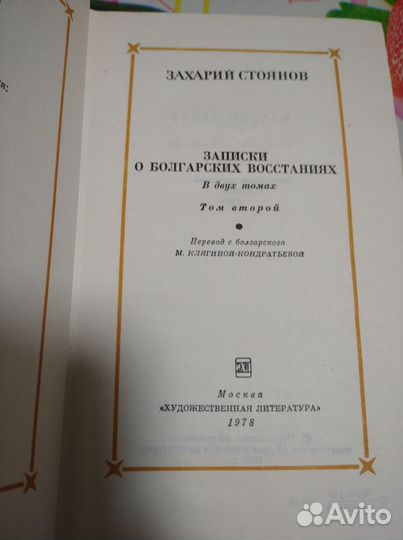 ЗАХАРИЙ СТОЯНОВ
ЗАПИСКИ
О БОЛГАРСКИХ ВОССТАНИЯХ
В двух томах
Том второй
Перевод с болгарского
М. КЛЯГИНОЙ-КОНДРАТЬЕВОЙ
Москва
«ХУДОЖЕСТВЕННАЯ ЛИТЕРАТУРА»
1978
Avito